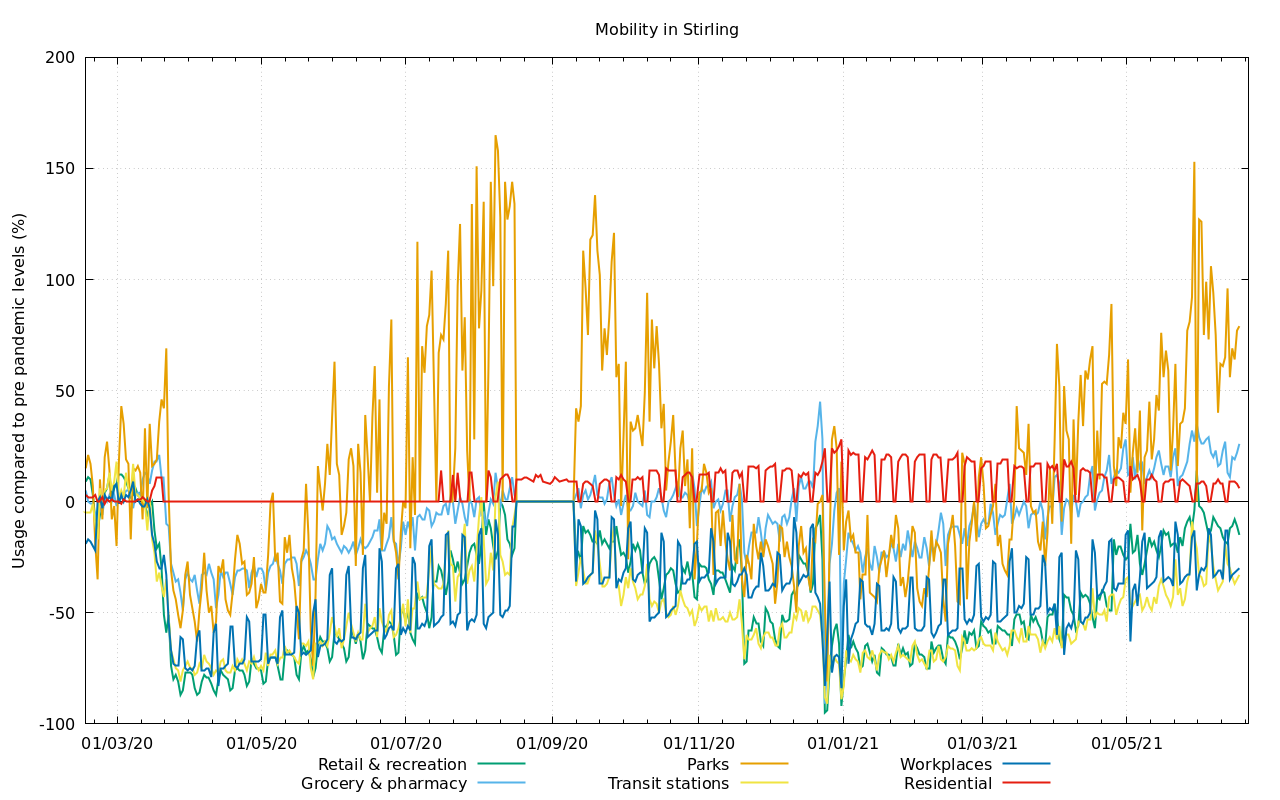 Mobility in Stirling
Usage compared to pre pandemic levels (%)
200
150
100
50
0
-50
-100
01/03/20 01/05/20 01/07/20 01/09/20 01/11/20 01/01/21 01/03/21 01/05/21
Retail & recreation Parks Workplaces
Grocery & pharmacy Transit stations Residential